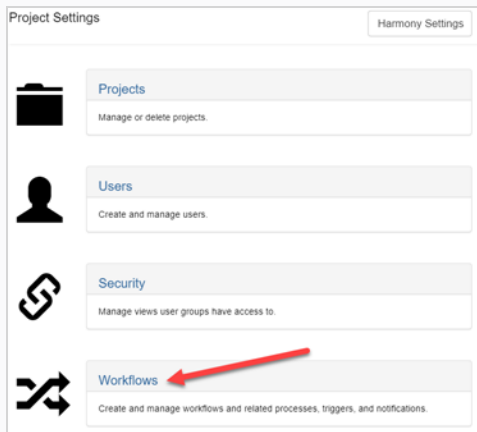 Project Settings
Harmony Settings
Projects
Manage or delete projects.
Users
Create and manage users.
Security
Manage views user groups have access to.
Workflows
Create and manage workflows and related processes, triggers, and notifications.